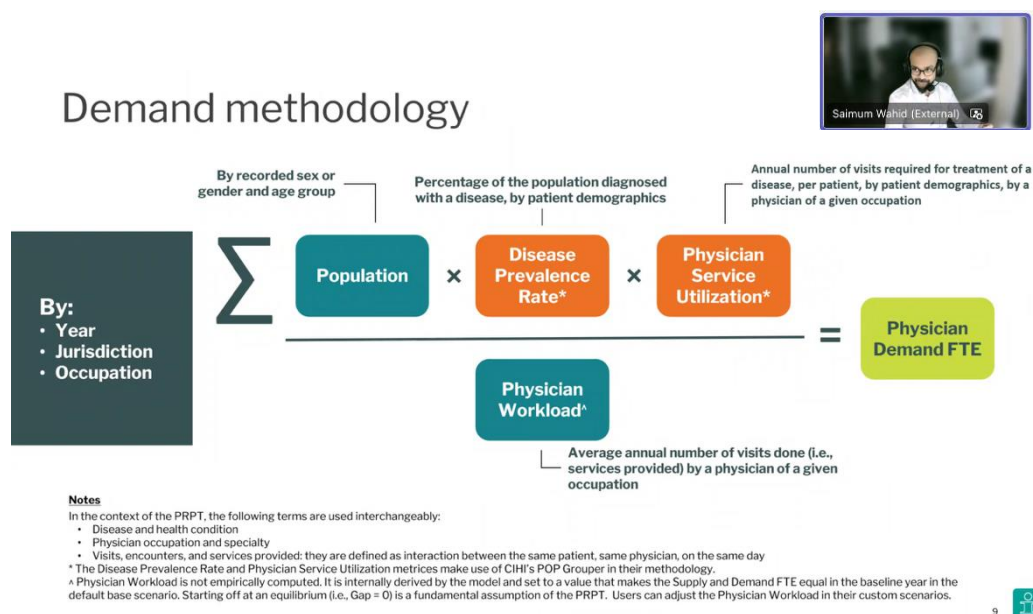 Saimum Wahid (External)
Demand methodology
By recorded sex or
gender and age group
Percentage of the population diagnosed
with a disease, by patient demographics
Annual number of visits required for treatment of a
disease, per patient, by patient demographics, by a
physician of a given occupation
By:
• Year
• Jurisdiction
• Occupation
∑
Population
×
Disease
Prevalence
Rate*
×
Physician
Service
Utilization*
=
Physician
Demand FTE
Physician
Workload^
Average annual number of visits done (i.e.,
services provided) by a physician of a given
occupation
Notes
In the context of the PRPT, the following terms are used interchangeably:
• Disease and health condition
• Physician occupation and specialty
• Visits, encounters, and services provided: they are defined as interaction between the same patient, same physician, on the same day
* The Disease Prevalence Rate and Physician Service Utilization metrices make use of CIHI's POP Grouper in their methodology.
^ Physician Workload is not empirically computed. It is internally derived by the model and set to a value that makes the Supply and Demand FTE equal in the baseline year in the
default base scenario. Starting off at an equilibrium (i.e., Gap = 0) is a fundamental assumption of the PRPT. Users can adjust the Physician Workload in their custom scenarios.
9